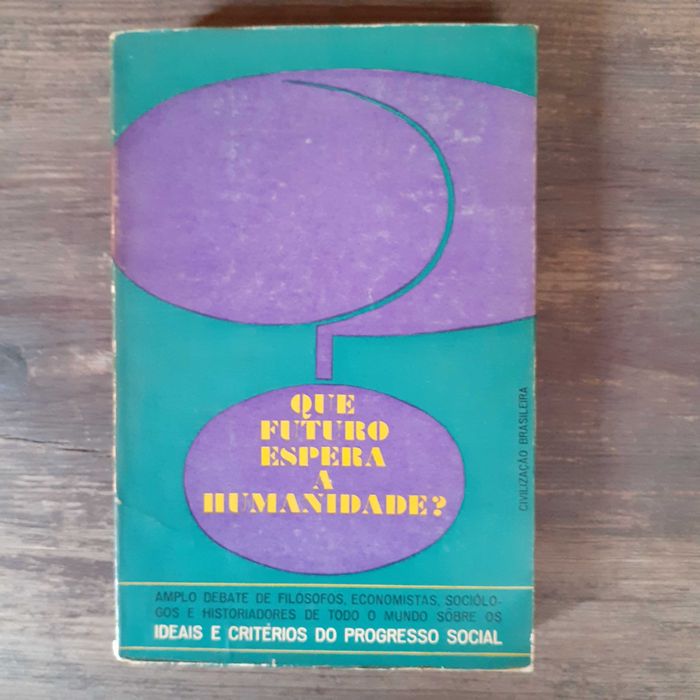 QUE
FUTURO
ESPERA
A
HUMANIDADE?
CIVILIZAÇÃO BRASILEIRA
AMPLO DEBATE DE FILÓSOFOS, ECONOMISTAS, SOCIÓLO-
GOS E HISTORIADORES DE TODO O MUNDO SÔBRE OS
IDEAIS E CRITÉRIOS DO PROGRESSO SOCIAL